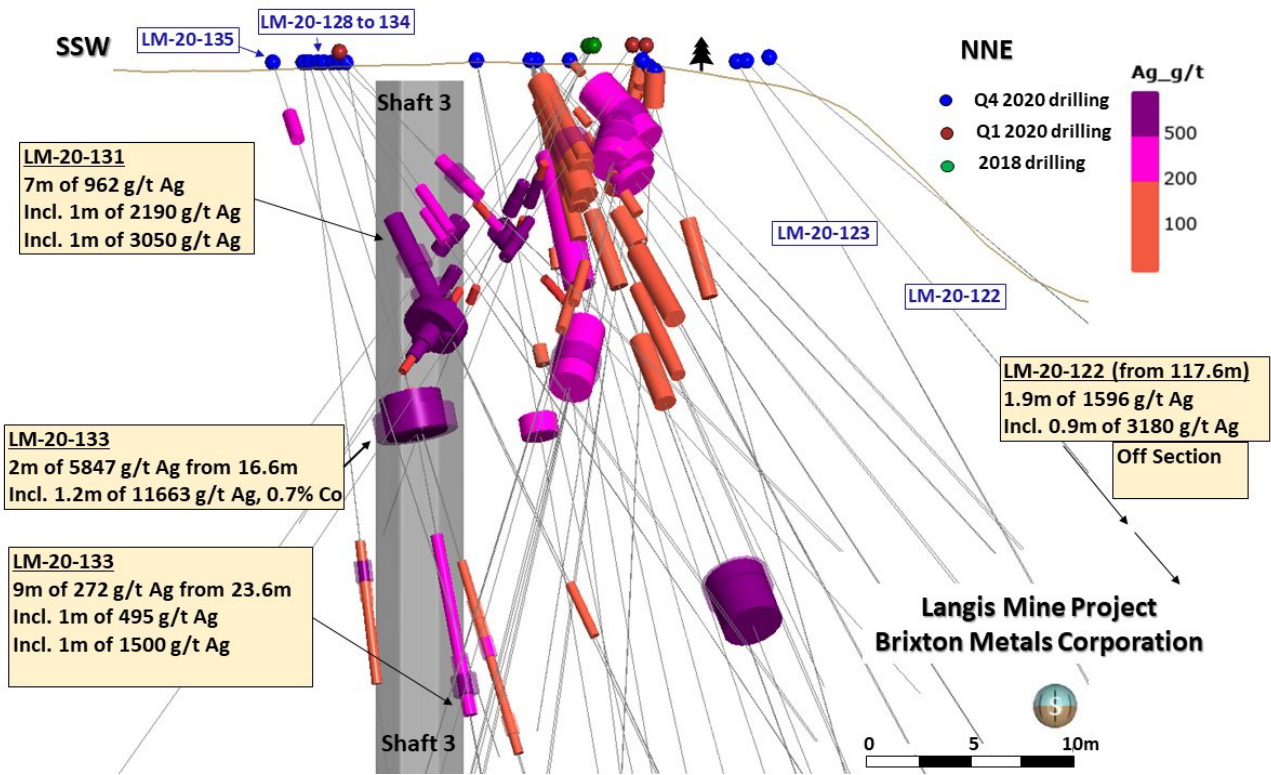 SSW
LM-20-135
LM-20-128 to 134
NNE
Q4 2020 drilling
Q1 2020 drilling
2018 drilling
Ag_g/t
500
200
100
Shaft 3
LM-20-131
7m of 962 g/t Ag
Incl. 1m of 2190 g/t Ag
Incl. 1m of 3050 g/t Ag
LM-20-123
LM-20-122
LM-20-122 (from 117.6m)
1.9m of 1596 g/t Ag
Incl. 0.9m of 3180 g/t Ag
Off Section
LM-20-133
2m of 5847 g/t Ag from 16.6m
Incl. 1.2m of 11663 g/t Ag, 0.7% Co
LM-20-133
9m of 272 g/t Ag from 23.6m
Incl. 1m of 495 g/t Ag
Incl. 1m of 1500 g/t Ag
Langis Mine Project
Brixton Metals Corporation
S
Shaft 3
0 5 10m